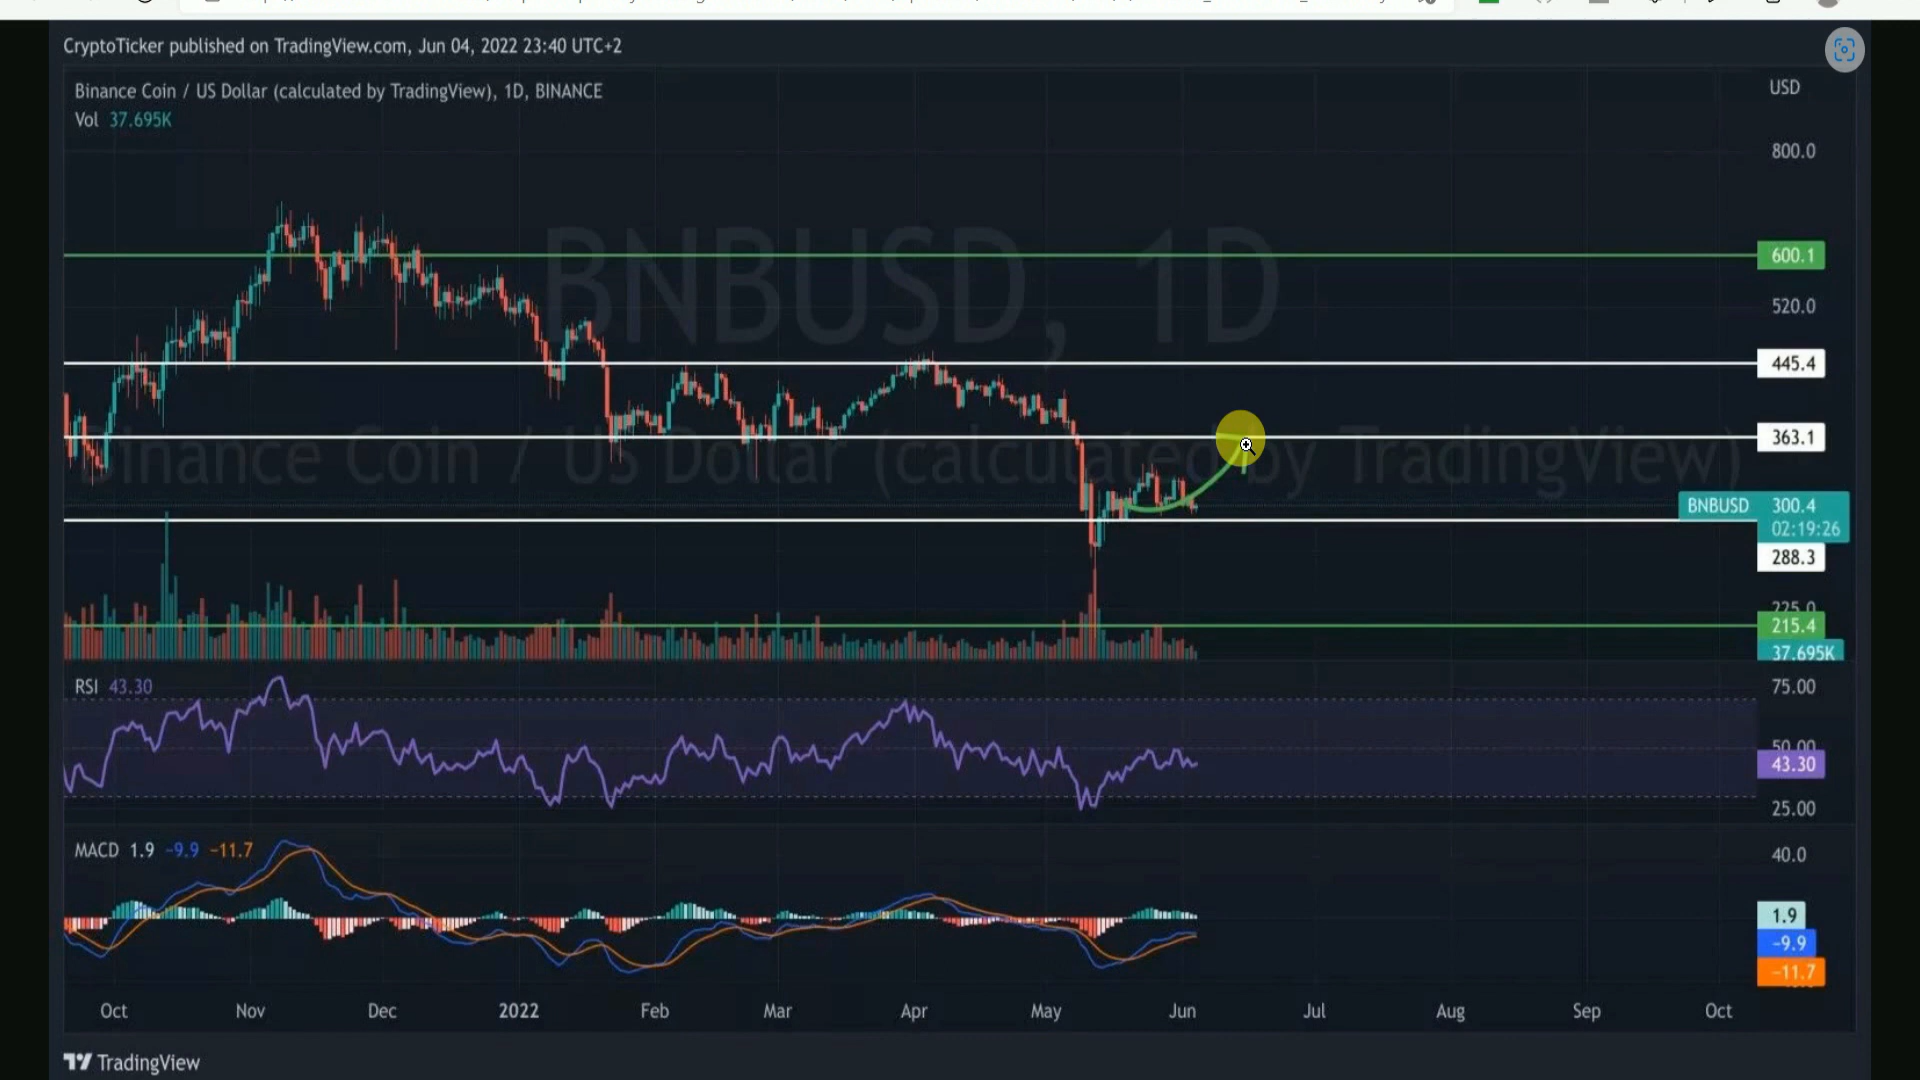 CryptoTicker published on TradingView.com, Jun 04, 2022 23:40 UTC+2
Binance Coin / US Dollar (calculated by TradingView), 1D, BINANCE
USD
Vol 37.695K
800.0
BNBUSD, 1D
600.1
520.0
445.4
363.1
Binance Coin / US Dollar (calculated by TradingView)
BNBUSD 300.4
02:19:26
288.3
225.0
215.4
37.695K
RSI 43.30
75.00
50.00
43.30
25.00
MACD 1.9 −9.9 −11.7
40.0
1.9
−9.9
−11.7
Oct Nov Dec 2022 Feb Mar Apr May Jun Jul Aug Sep Oct
TradingView